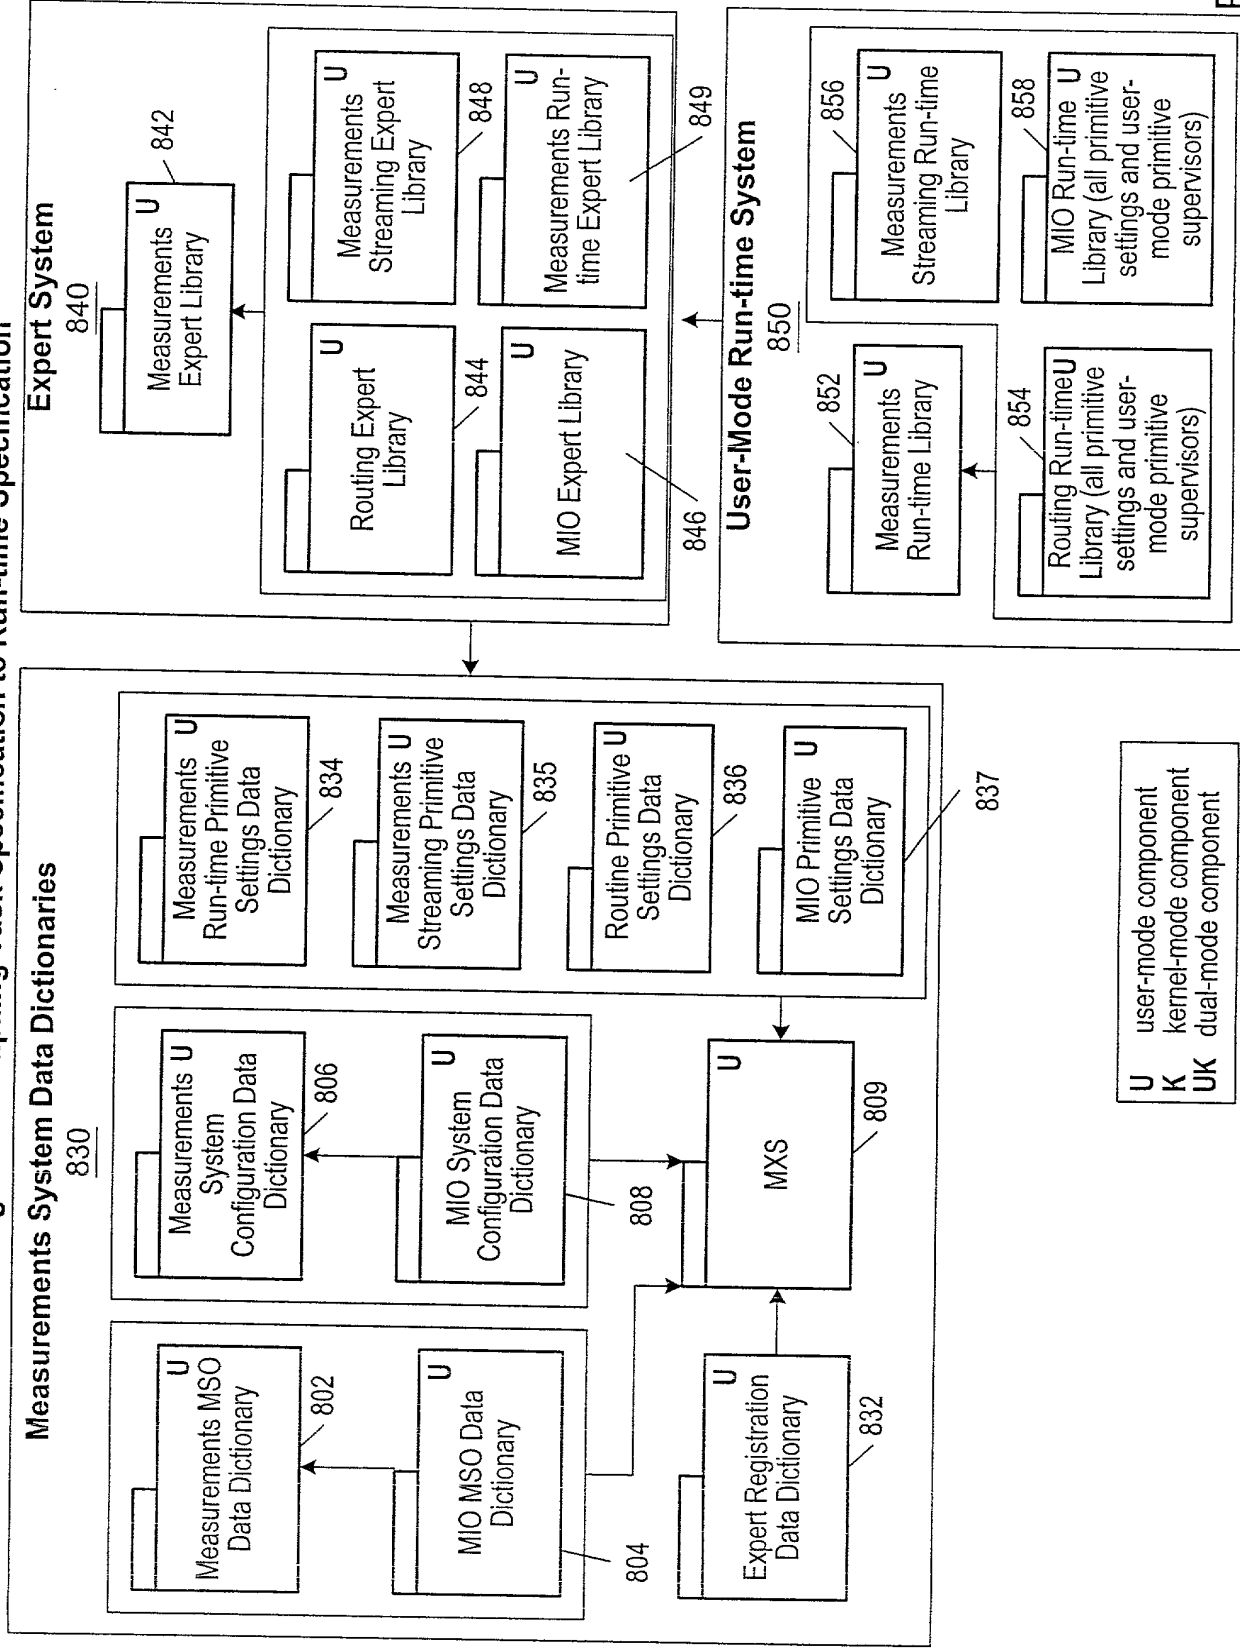 to Run-time Specification
Measurements System Data Dictionaries
830
U
Measurements MSO
Data Dictionary
802
U
MIO MSO Data
Dictionary
804
U
Expert Registration
Data Dictionary
832
Measurements U
System
Configuration Data
Dictionary
806
U
MIO System
Configuration Data
Dictionary
808
U
MXS
809
Measurements U
Run-time Primitive
Settings Data
Dictionary
834
Measurements U
Streaming Primitive
Settings Data
Dictionary
835
Routine Primitive U
Settings Data
Dictionary
836
U
MIO Primitive
Settings Data
Dictionary
837
Expert System
840
U
Measurements
Expert Library
842
U
Routing Expert
Library
844
U
MIO Expert Library
846
U
Measurements
Streaming Expert
Library
848
U
Measurements Run-
time Expert Library
849
User-Mode Run-time System
850
U
Measurements
Run-time Library
852
Routing Run-time U
Library (all primitive
settings and user-
mode primitive
supervisors)
854
U
Measurements
Streaming Run-time
Library
856
MIO Run-time U
Library (all primitive
settings and user-
mode primitive
supervisors)
858
U user-mode component
K kernel-mode component
UK dual-mode component